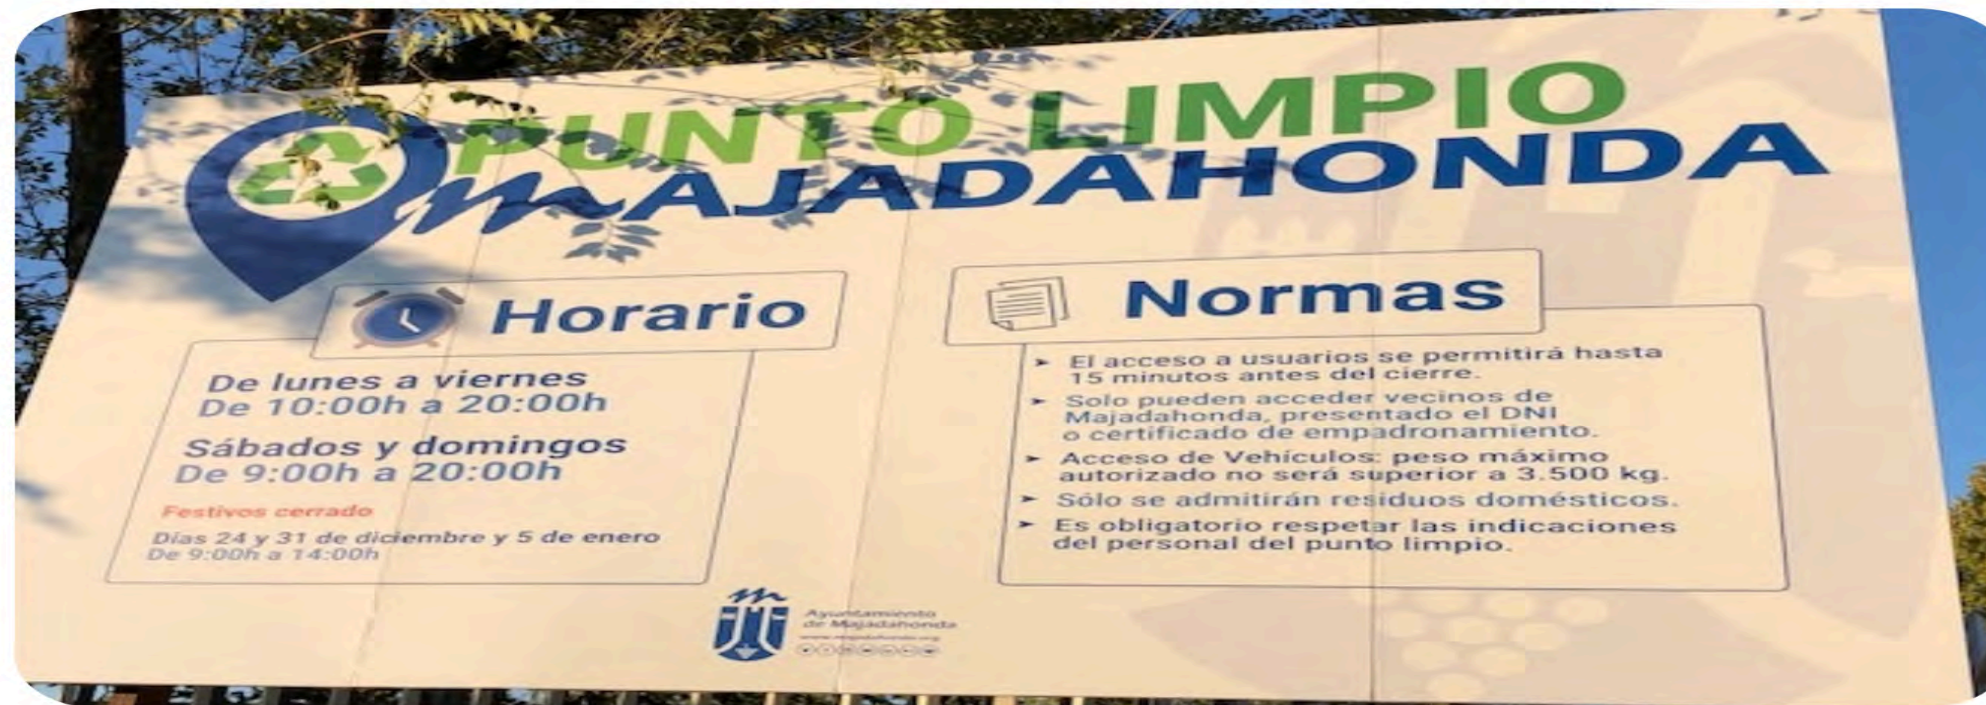 PUNTO LIMPIO
mAJADAHONDA
Horario
De lunes a viernes
De 10:00h a 20:00h
Sábados y domingos
De 9:00h a 20:00h
Festivos cerrado
Días 24 y 31 de diciembre y 5 de enero
De 9:00h a 14:00h
Normas
➤ El acceso a usuarios se permitirá hasta
15 minutos antes del cierre.
➤ Solo pueden acceder vecinos de
Majadahonda, presentado el DNI
o certificado de empadronamiento.
➤ Acceso de Vehículos: peso máximo
autorizado no será superior a 3.500 kg.
➤ Sólo se admitirán residuos domésticos.
➤ Es obligatorio respetar las indicaciones
del personal del punto limpio.
Ayuntamiento
de Majadahonda
www.majadahonda.org